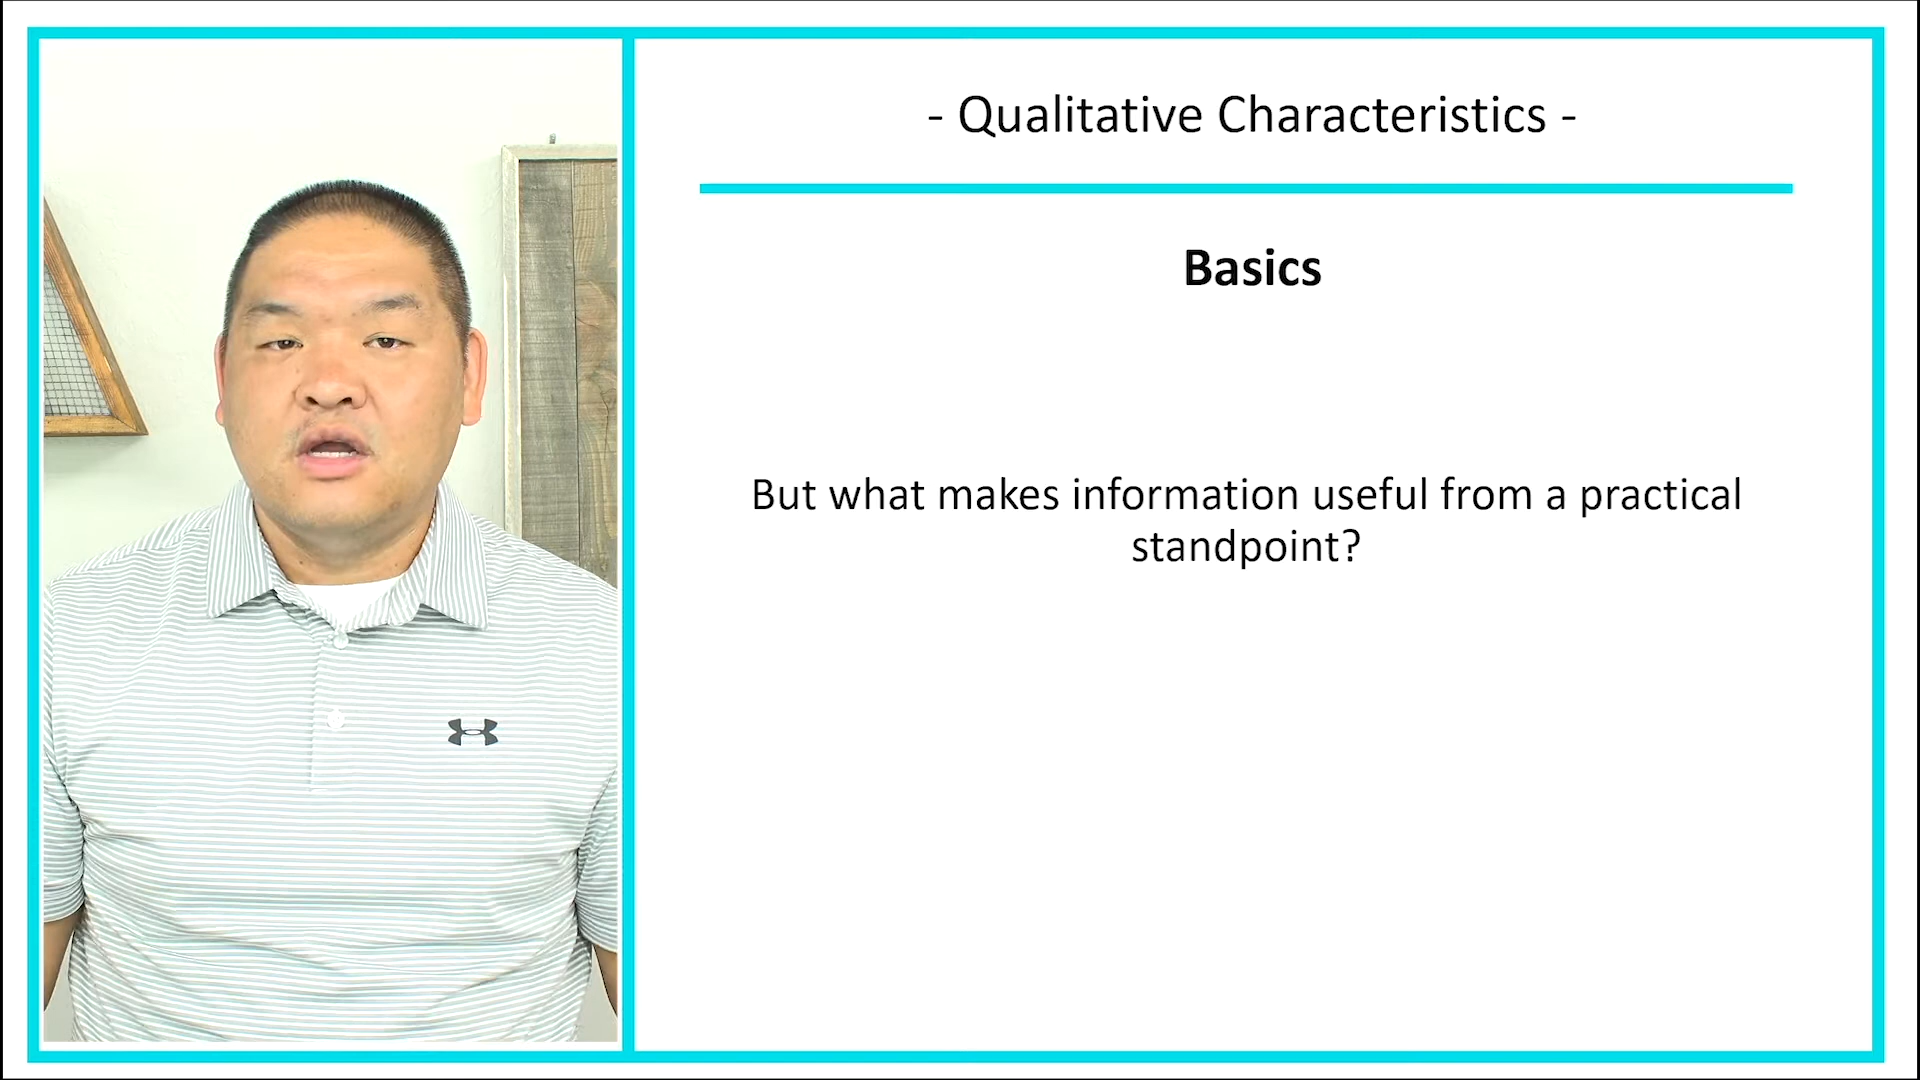 - Qualitative Characteristics -
Basics
But what makes information useful from a practical
standpoint?